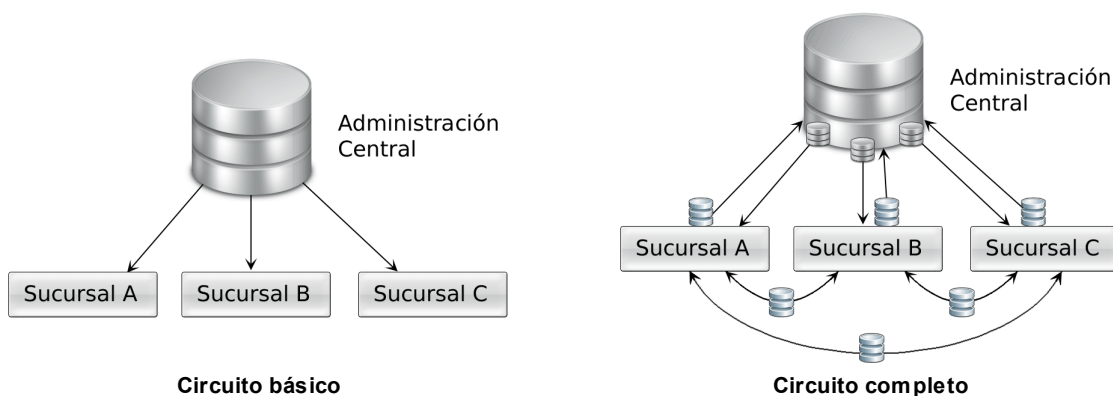 Administración
Central
Sucursal A
Sucursal B
Sucursal C
Circuito básico
Administración
Central
Sucursal A
Sucursal B
Sucursal C
Circuito completo